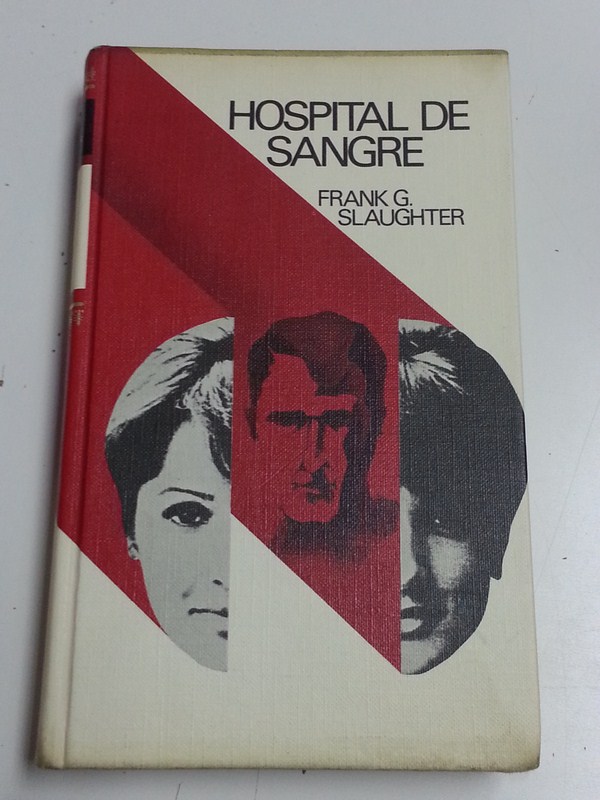 HOSPITAL DE
SANGRE
FRANK G.
SLAUGHTER